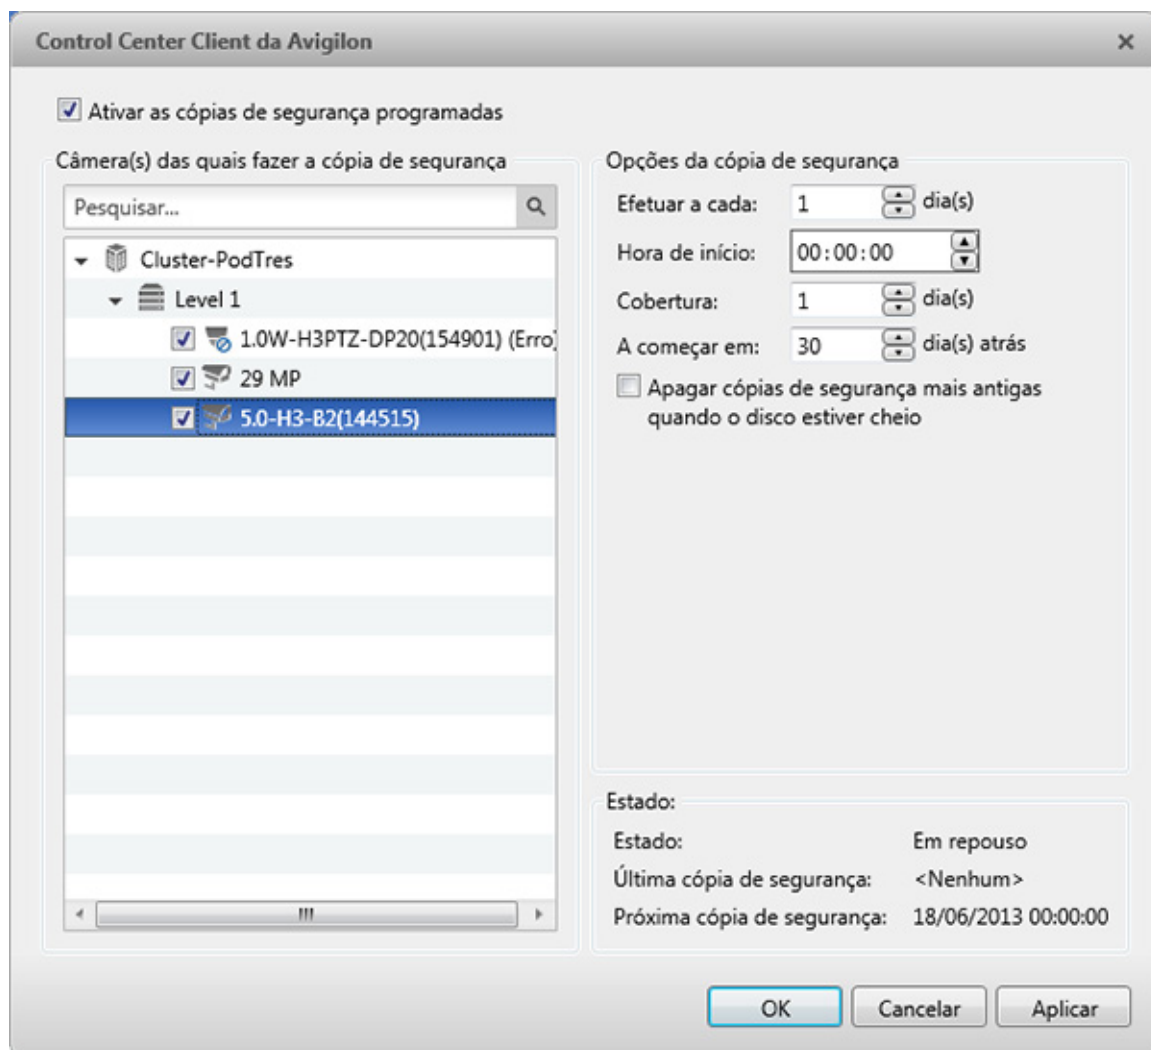 Control Center Client da Avigilon
Ativar as cópias de segurança programadas
Câmera(s) das quais fazer a cópia de segurança
Pesquisar...
Cluster-PodTres
Level 1
1.0W-H3PTZ-DP20(154901) (Erro)
29 MP
5.0-H3-B2(144515)
Opções da cópia de segurança
Efetuar a cada: 1 dia(s)
Hora de início: 00:00:00
Cobertura: 1 dia(s)
A começar em: 30 dia(s) atrás
Apagar cópias de segurança mais antigas
quando o disco estiver cheio
Estado:
Estado: Em repouso
Última cópia de segurança: <Nenhum>
Próxima cópia de segurança: 18/06/2013 00:00:00
OK Cancelar Aplicar